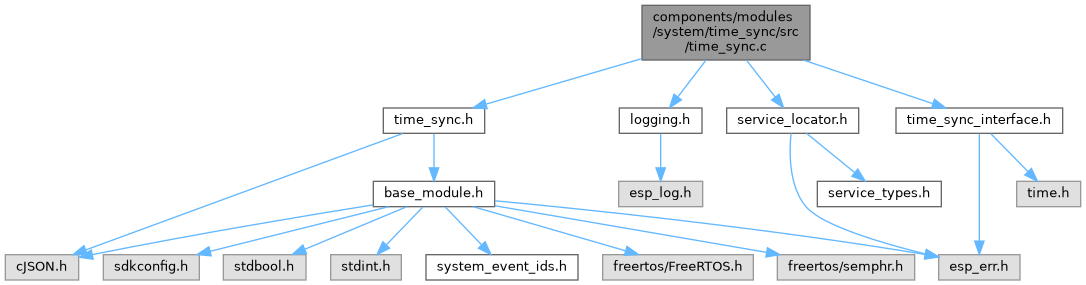 components/modules
/system/time_sync/src
/time_sync.c
time_sync.h
logging.h
service_locator.h
time_sync_interface.h
base_module.h
esp_log.h
service_types.h
time.h
cJSON.h
sdkconfig.h
stdbool.h
stdint.h
system_event_ids.h
freertos/FreeRTOS.h
freertos/semphr.h
esp_err.h